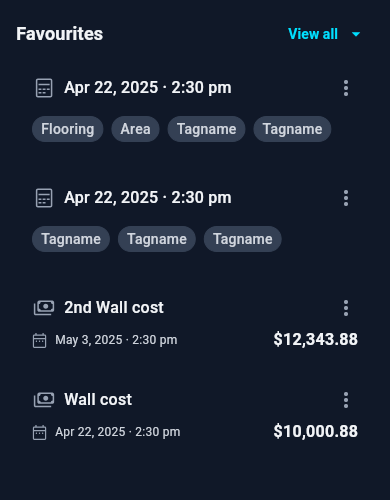 Favourites View all
Apr 22, 2025 · 2:30 pm
Flooring Area Tagname Tagname
Apr 22, 2025 · 2:30 pm
Tagname Tagname Tagname
2nd Wall cost
May 3, 2025 · 2:30 pm $12,343.88
Wall cost
Apr 22, 2025 · 2:30 pm $10,000.88